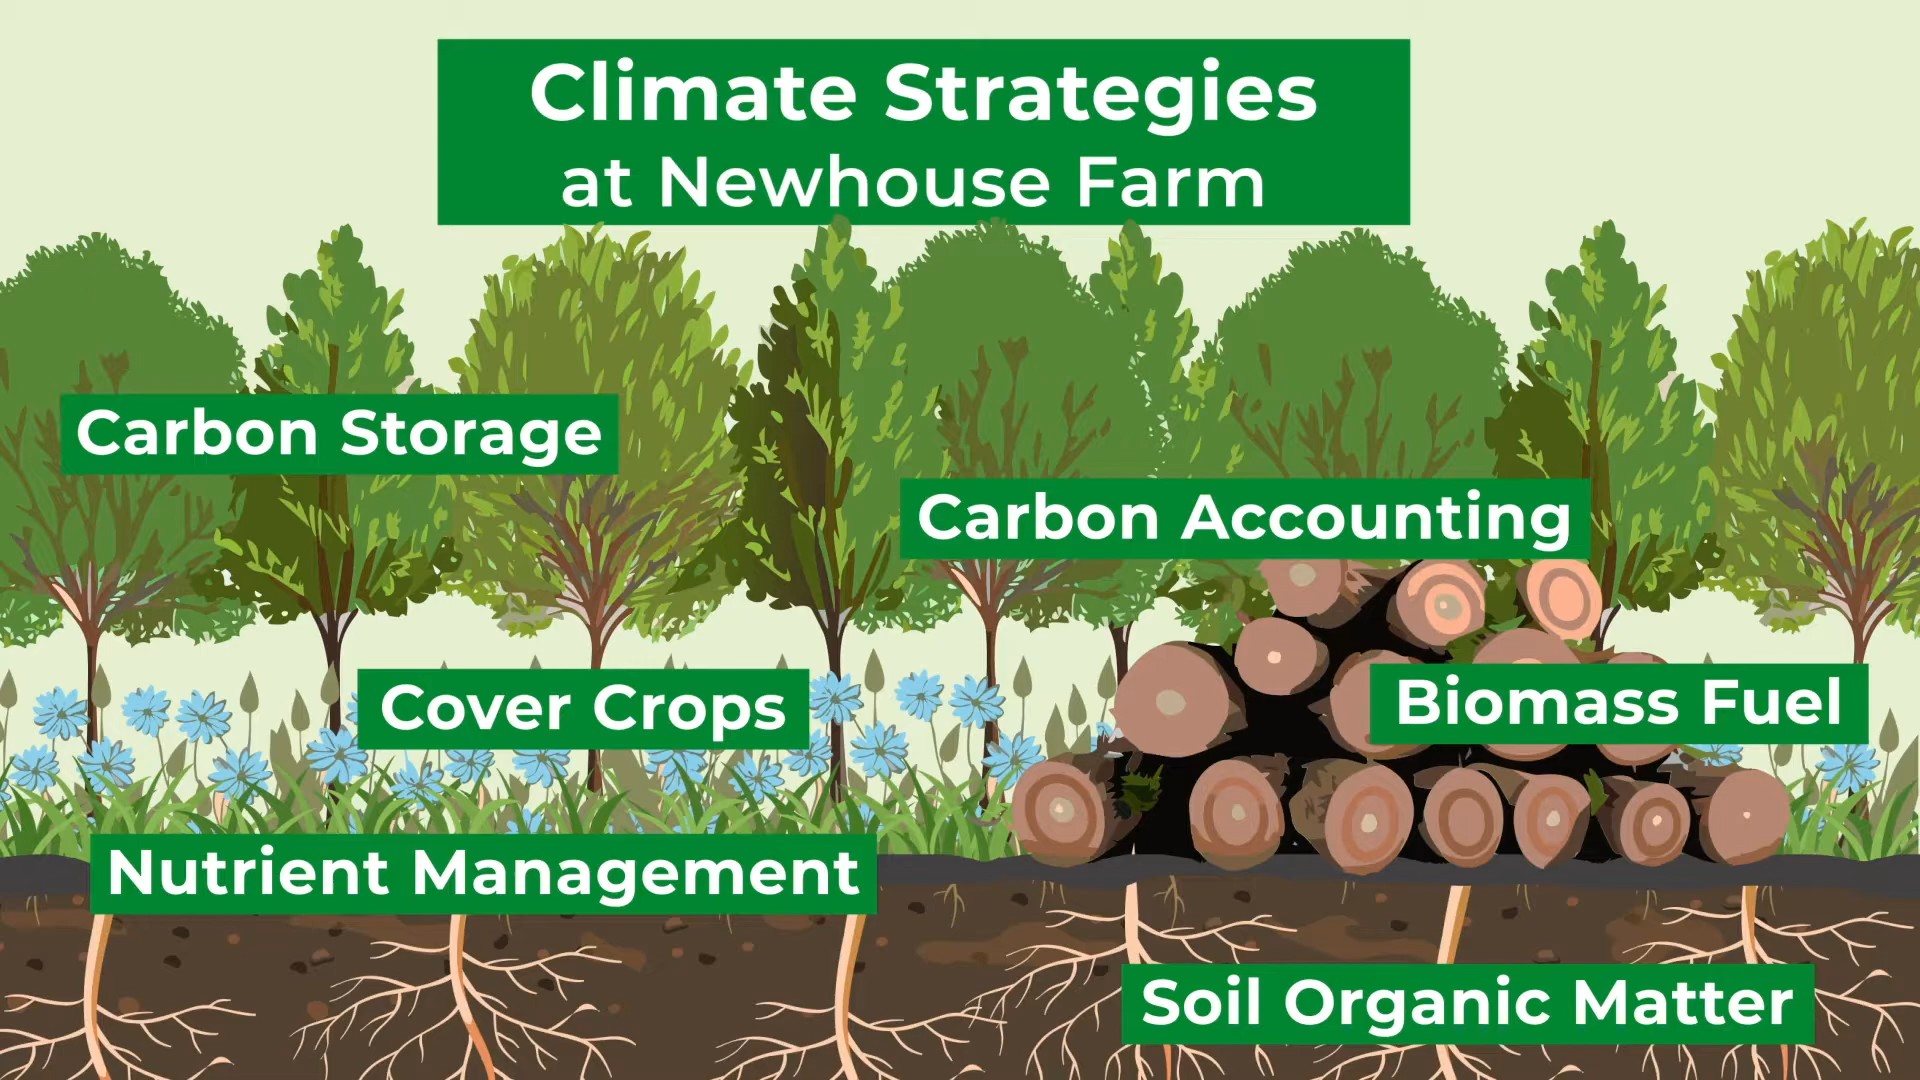 Climate Strategies
at Newhouse Farm
Carbon Storage
Carbon Accounting
Cover Crops
Biomass Fuel
Nutrient Management
Soil Organic Matter